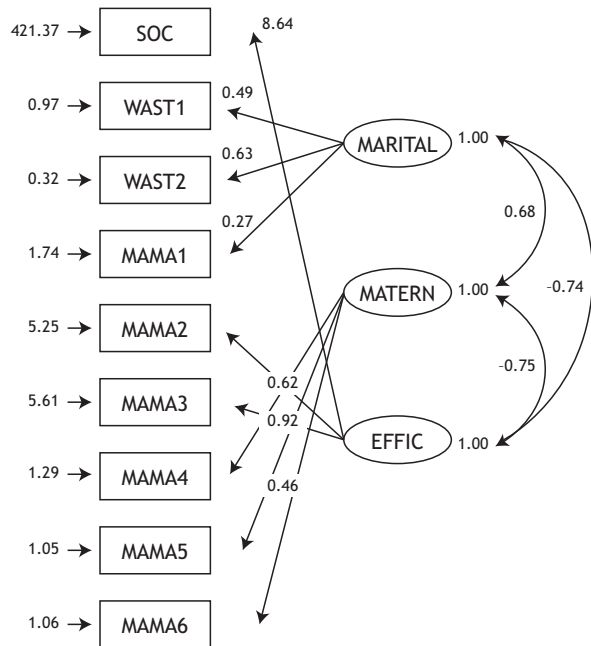 421.37 SOC 8.64
0.97 WAST1 0.49
MARITAL 1.00
0.32 WAST2 0.63
0.68
1.74 MAMA1 0.27
MATERN 1.00
-0.74
5.25 MAMA2
-0.75
0.62
5.61 MAMA3
0.92
EFFIC 1.00
1.29 MAMA4
0.46
1.05 MAMA5
1.06 MAMA6